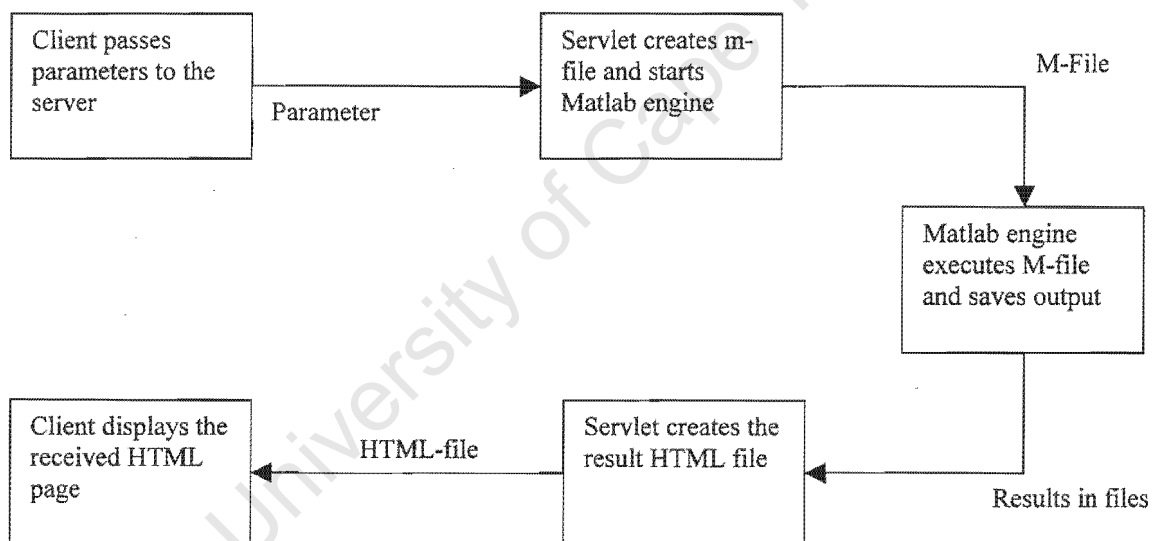 Client passes
parameters to the
server
Parameter
Servlet creates m-
file and starts
Matlab engine
M-File
Matlab engine
executes M-file
and saves output
Results in files
Servlet creates the
result HTML file
HTML-file
Client displays the
received HTML
page
University of Cape